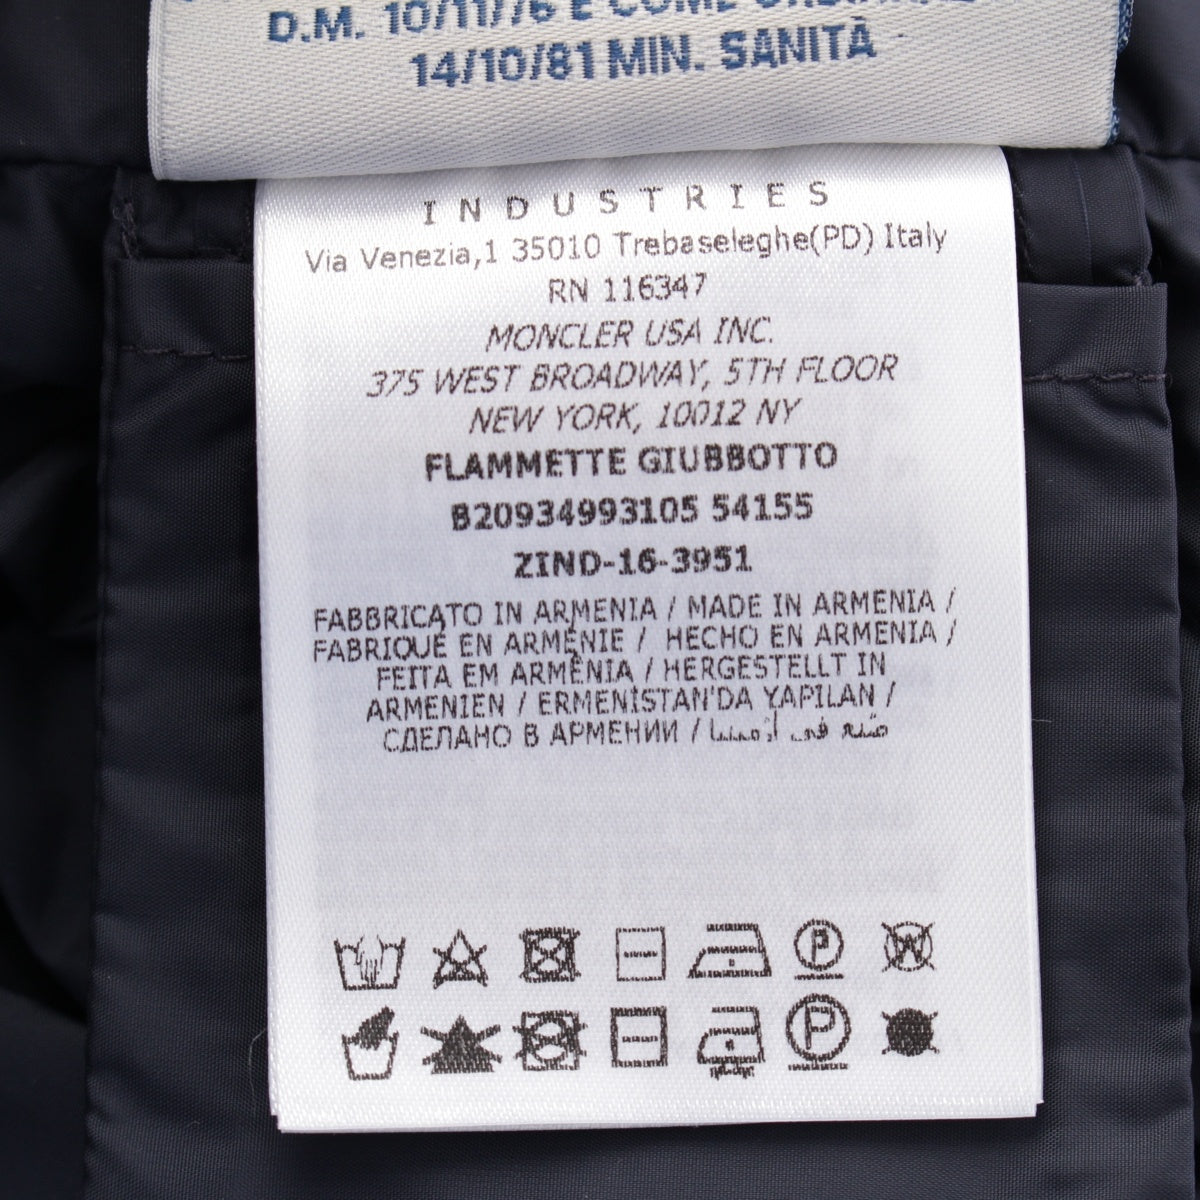 D.M. 10/11/76 E COME
14/10/81 MIN. SANITÀ
INDUSTRIES
Via Venezia,1 35010 Trebaseleghe(PD) Italy
RN 116347
MONCLER USA INC.
375 WEST BROADWAY, 5TH FLOOR
NEW YORK, 10012 NY
FLAMMETTE GIUBBOTTO
B20934993105 54155
ZIND-16-3951
FABBRICATO IN ARMENIA / MADE IN ARMENIA /
FABRIQUÉ EN ARMÉNIE / HECHO EN ARMENIA /
FEITA EM ARMÊNIA / HERGESTELLT IN
ARMENIEN / ERMENİSTAN'DA YAPILAN /
СДЕЛАНО В АРМЕНИИ / صنع في أرمينيا
P W
P